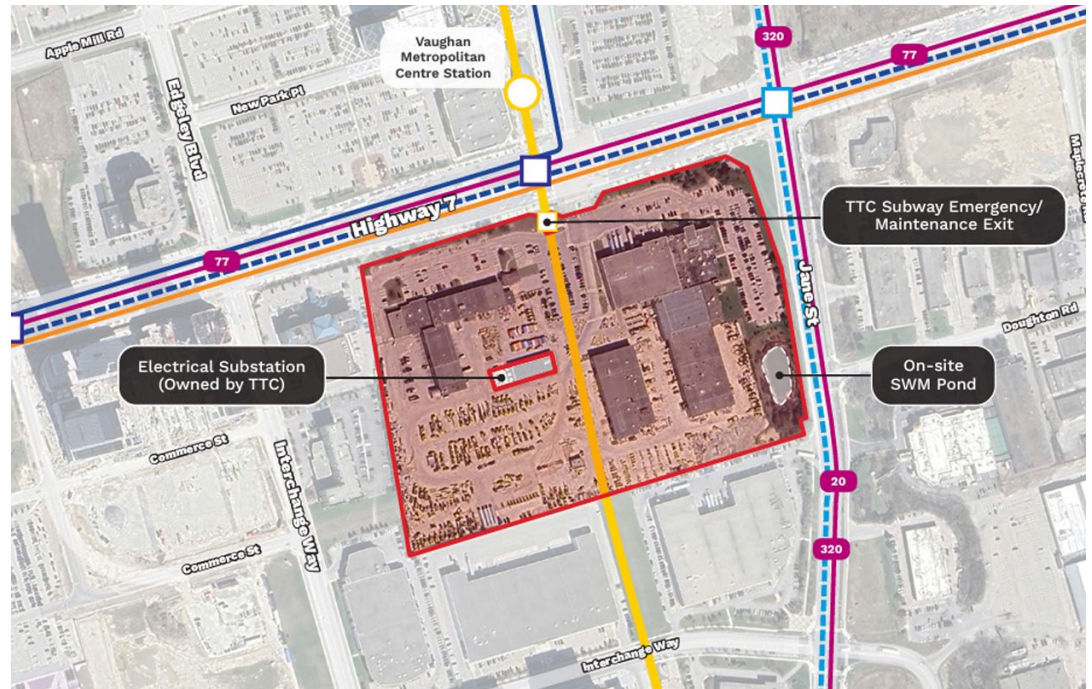 Apple Mill Rd
Vaughan
Metropolitan
Centre Station
320
77
Edgeley Blvd
New Park Pl
Highway 7
TTC Subway Emergency/
Maintenance Exit
77
Jane St
Doughton Rd
Electrical Substation
(Owned by TTC)
On-site
SWM Pond
Commerce St
Interchange Way
20
Commerce St
320
Interchange Way